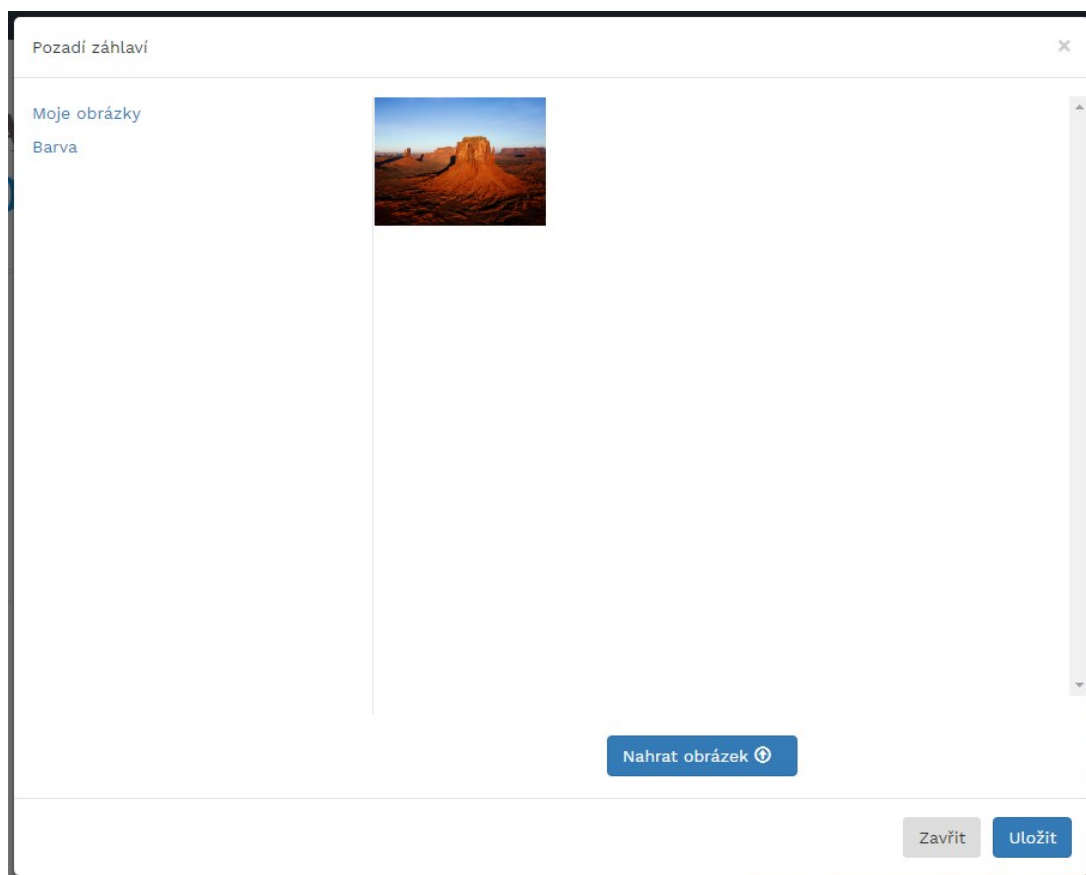 Pozadí záhlaví
Moje obrázky
Barva
Nahrat obrázek
Zavřit
Uložit